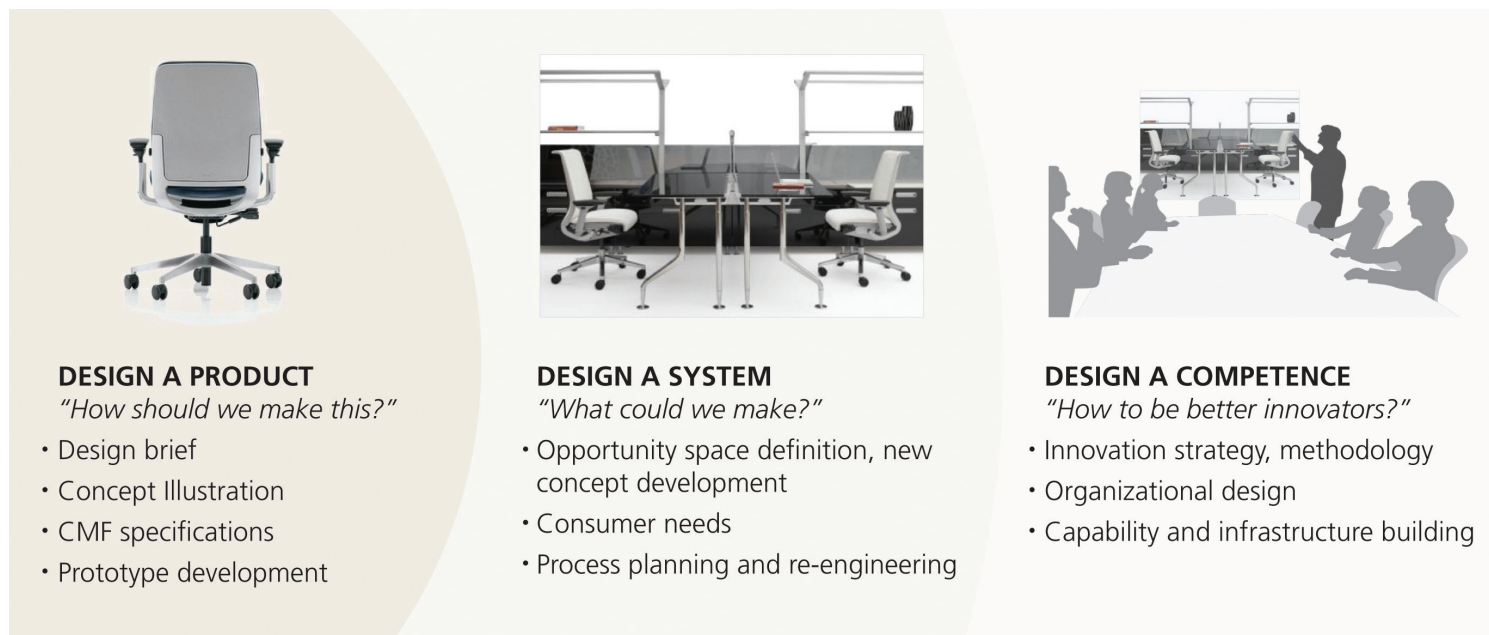 DESIGN A PRODUCT
“How should we make this?”
• Design brief
• Concept Illustration
• CMF specifications
• Prototype development
DESIGN A SYSTEM
“What could we make?”
• Opportunity space definition, new
concept development
• Consumer needs
• Process planning and re-engineering
DESIGN A COMPETENCE
“How to be better innovators?”
• Innovation strategy, methodology
• Organizational design
• Capability and infrastructure building